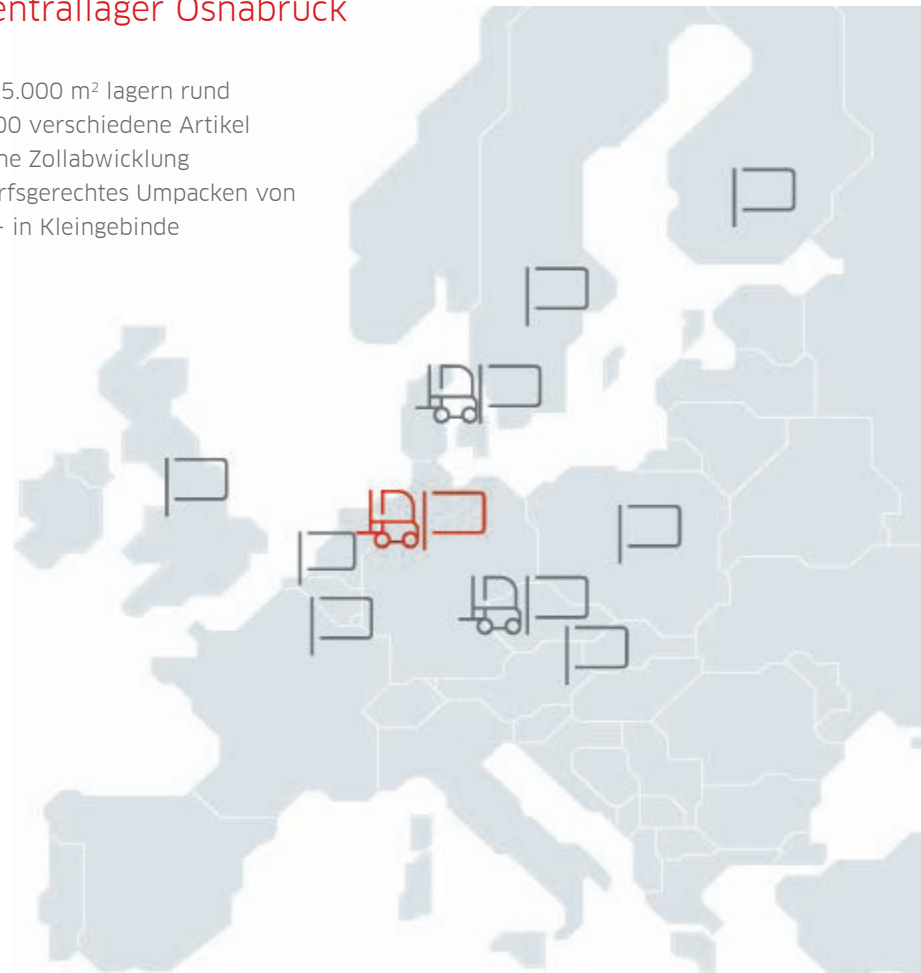 entrallager Osnabrück
5.000 m² lagern rund
00 verschiedene Artikel
ne Zollabwicklung
rfsgerechtes Umpacken von
- in Kleingebinde